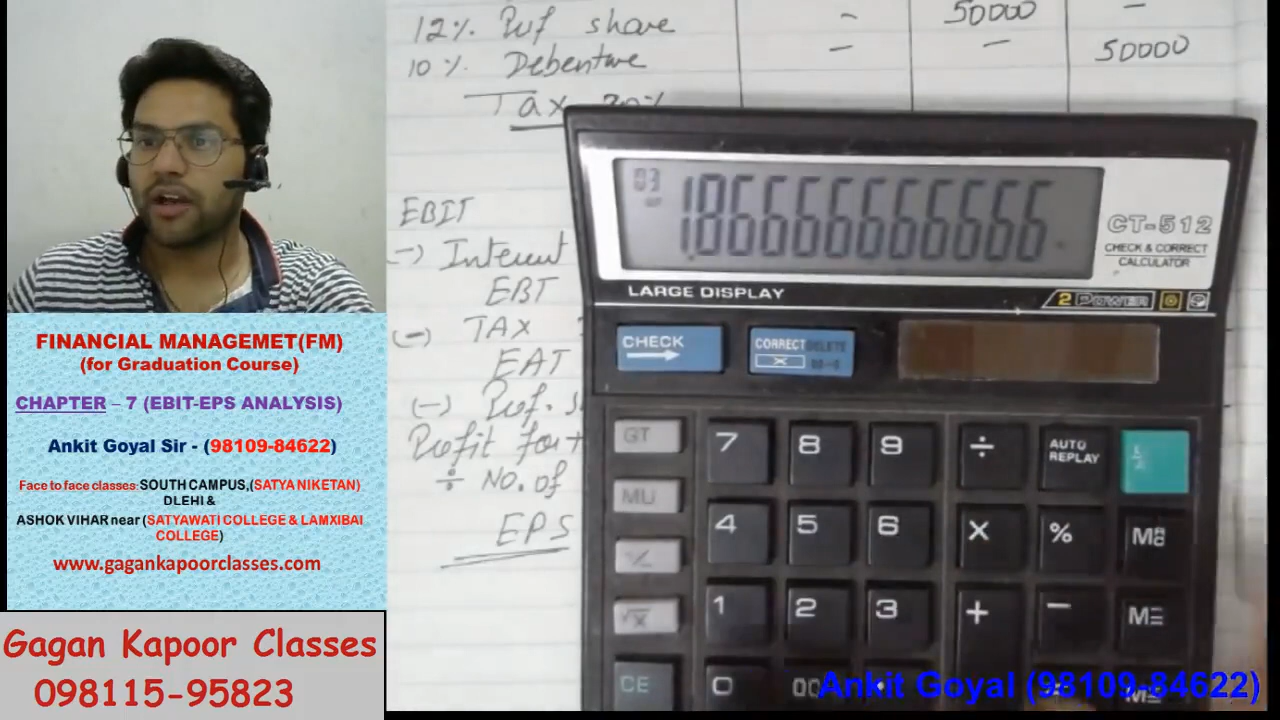 12% Pref share - 50000 -
10% Debenture - - 50000
Tax
EBIT
(-) Interest
EBT
(-) TAX
EAT
(-) Pref. s
Profit for
÷ No. of
EPS
03
1.86666666666
CT-512
CHECK & CORRECT
CALCULATOR
LARGE DISPLAY
2 POWER
CHECK
CORRECT
GT
7 8 9 ÷ AUTO REPLAY
MU
4 5 6 X %
√x
1 2 3 + -
CE 0 00
FINANCIAL MANAGEMET(FM)
(for Graduation Course)
CHAPTER – 7 (EBIT-EPS ANALYSIS)
Ankit Goyal Sir - (98109-84622)
Face to face classes: SOUTH CAMPUS,(SATYA NIKETAN)
DLEHI &
ASHOK VIHAR near (SATYAWATI COLLEGE & LAMXIBAI
COLLEGE)
www.gagankapoorclasses.com
Gagan Kapoor Classes
098115-95823
Ankit Goyal (98109-84622)